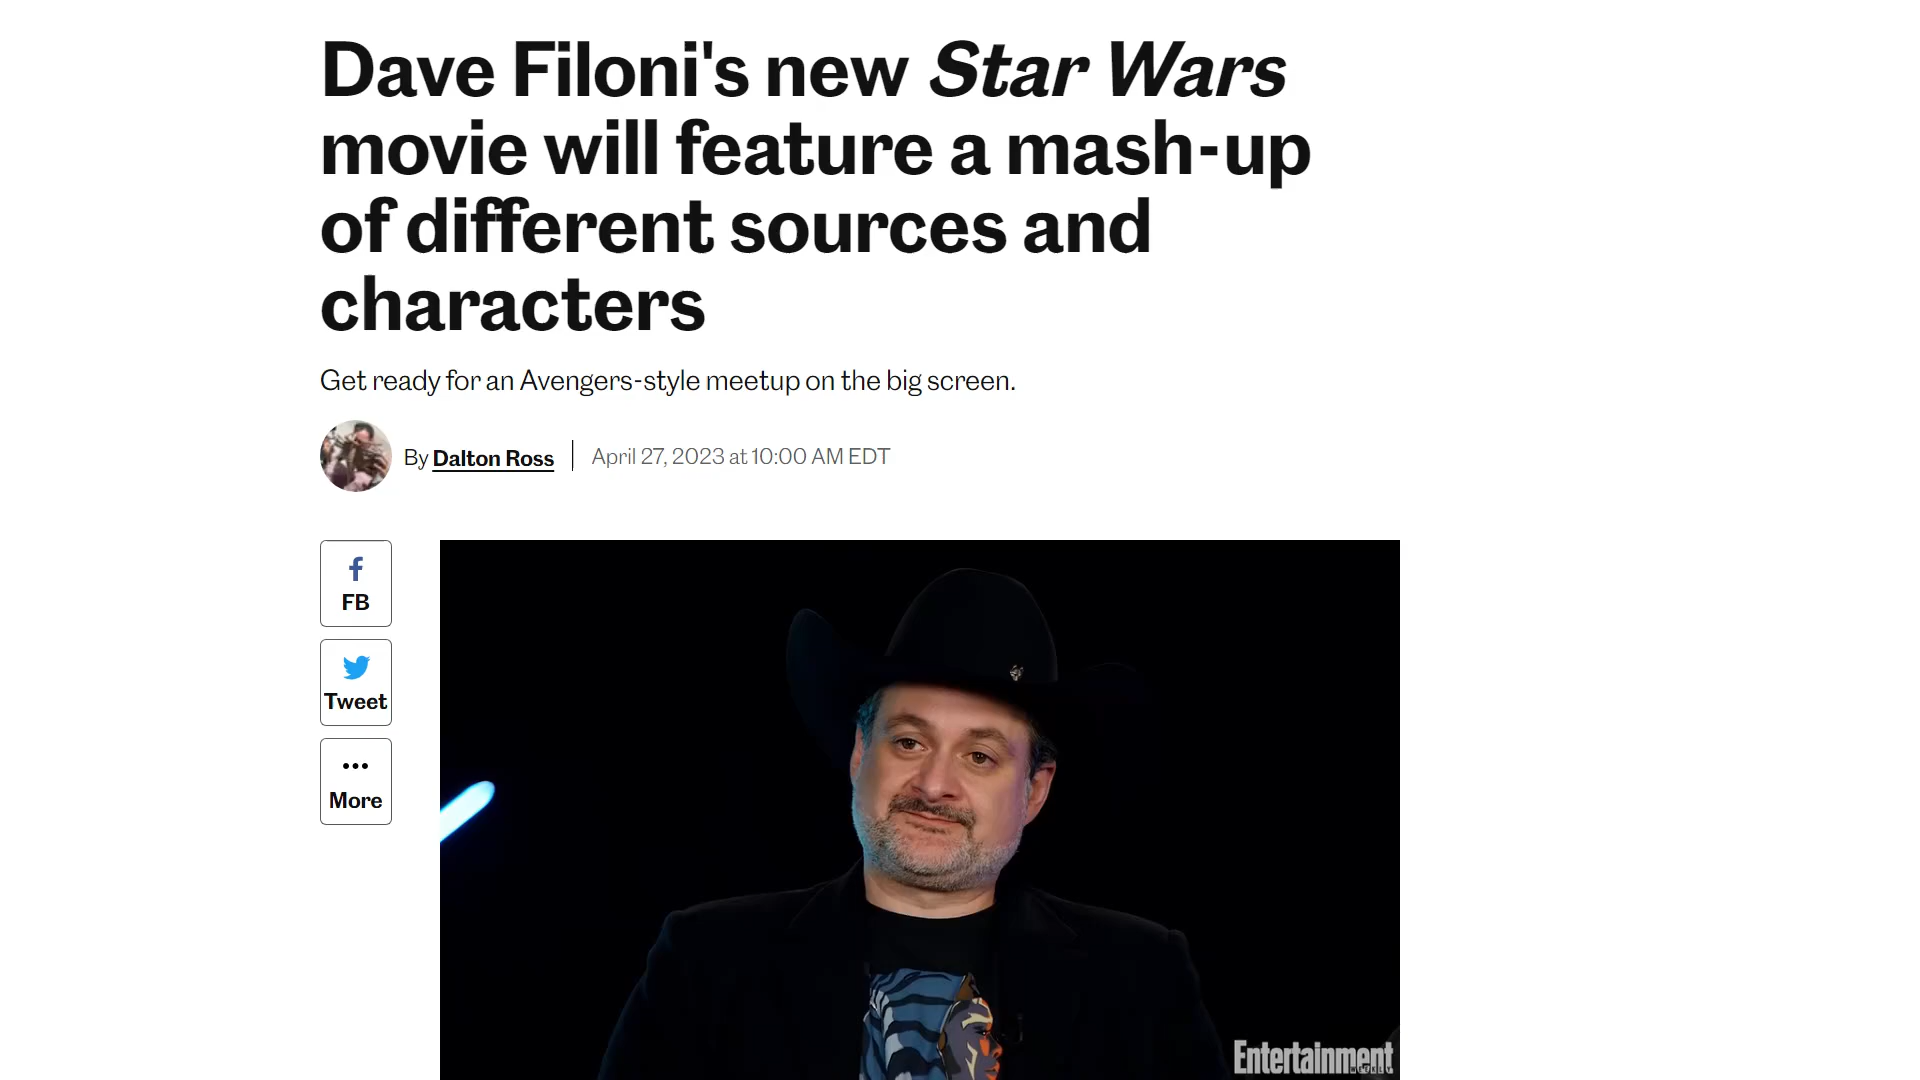 Dave Filoni's new Star Wars
movie will feature a mash-up
of different sources and
characters
Get ready for an Avengers-style meetup on the big screen.
By Dalton Ross | April 27, 2023 at 10:00 AM EDT
FB
Tweet
More
Entertainment
WEEKLY